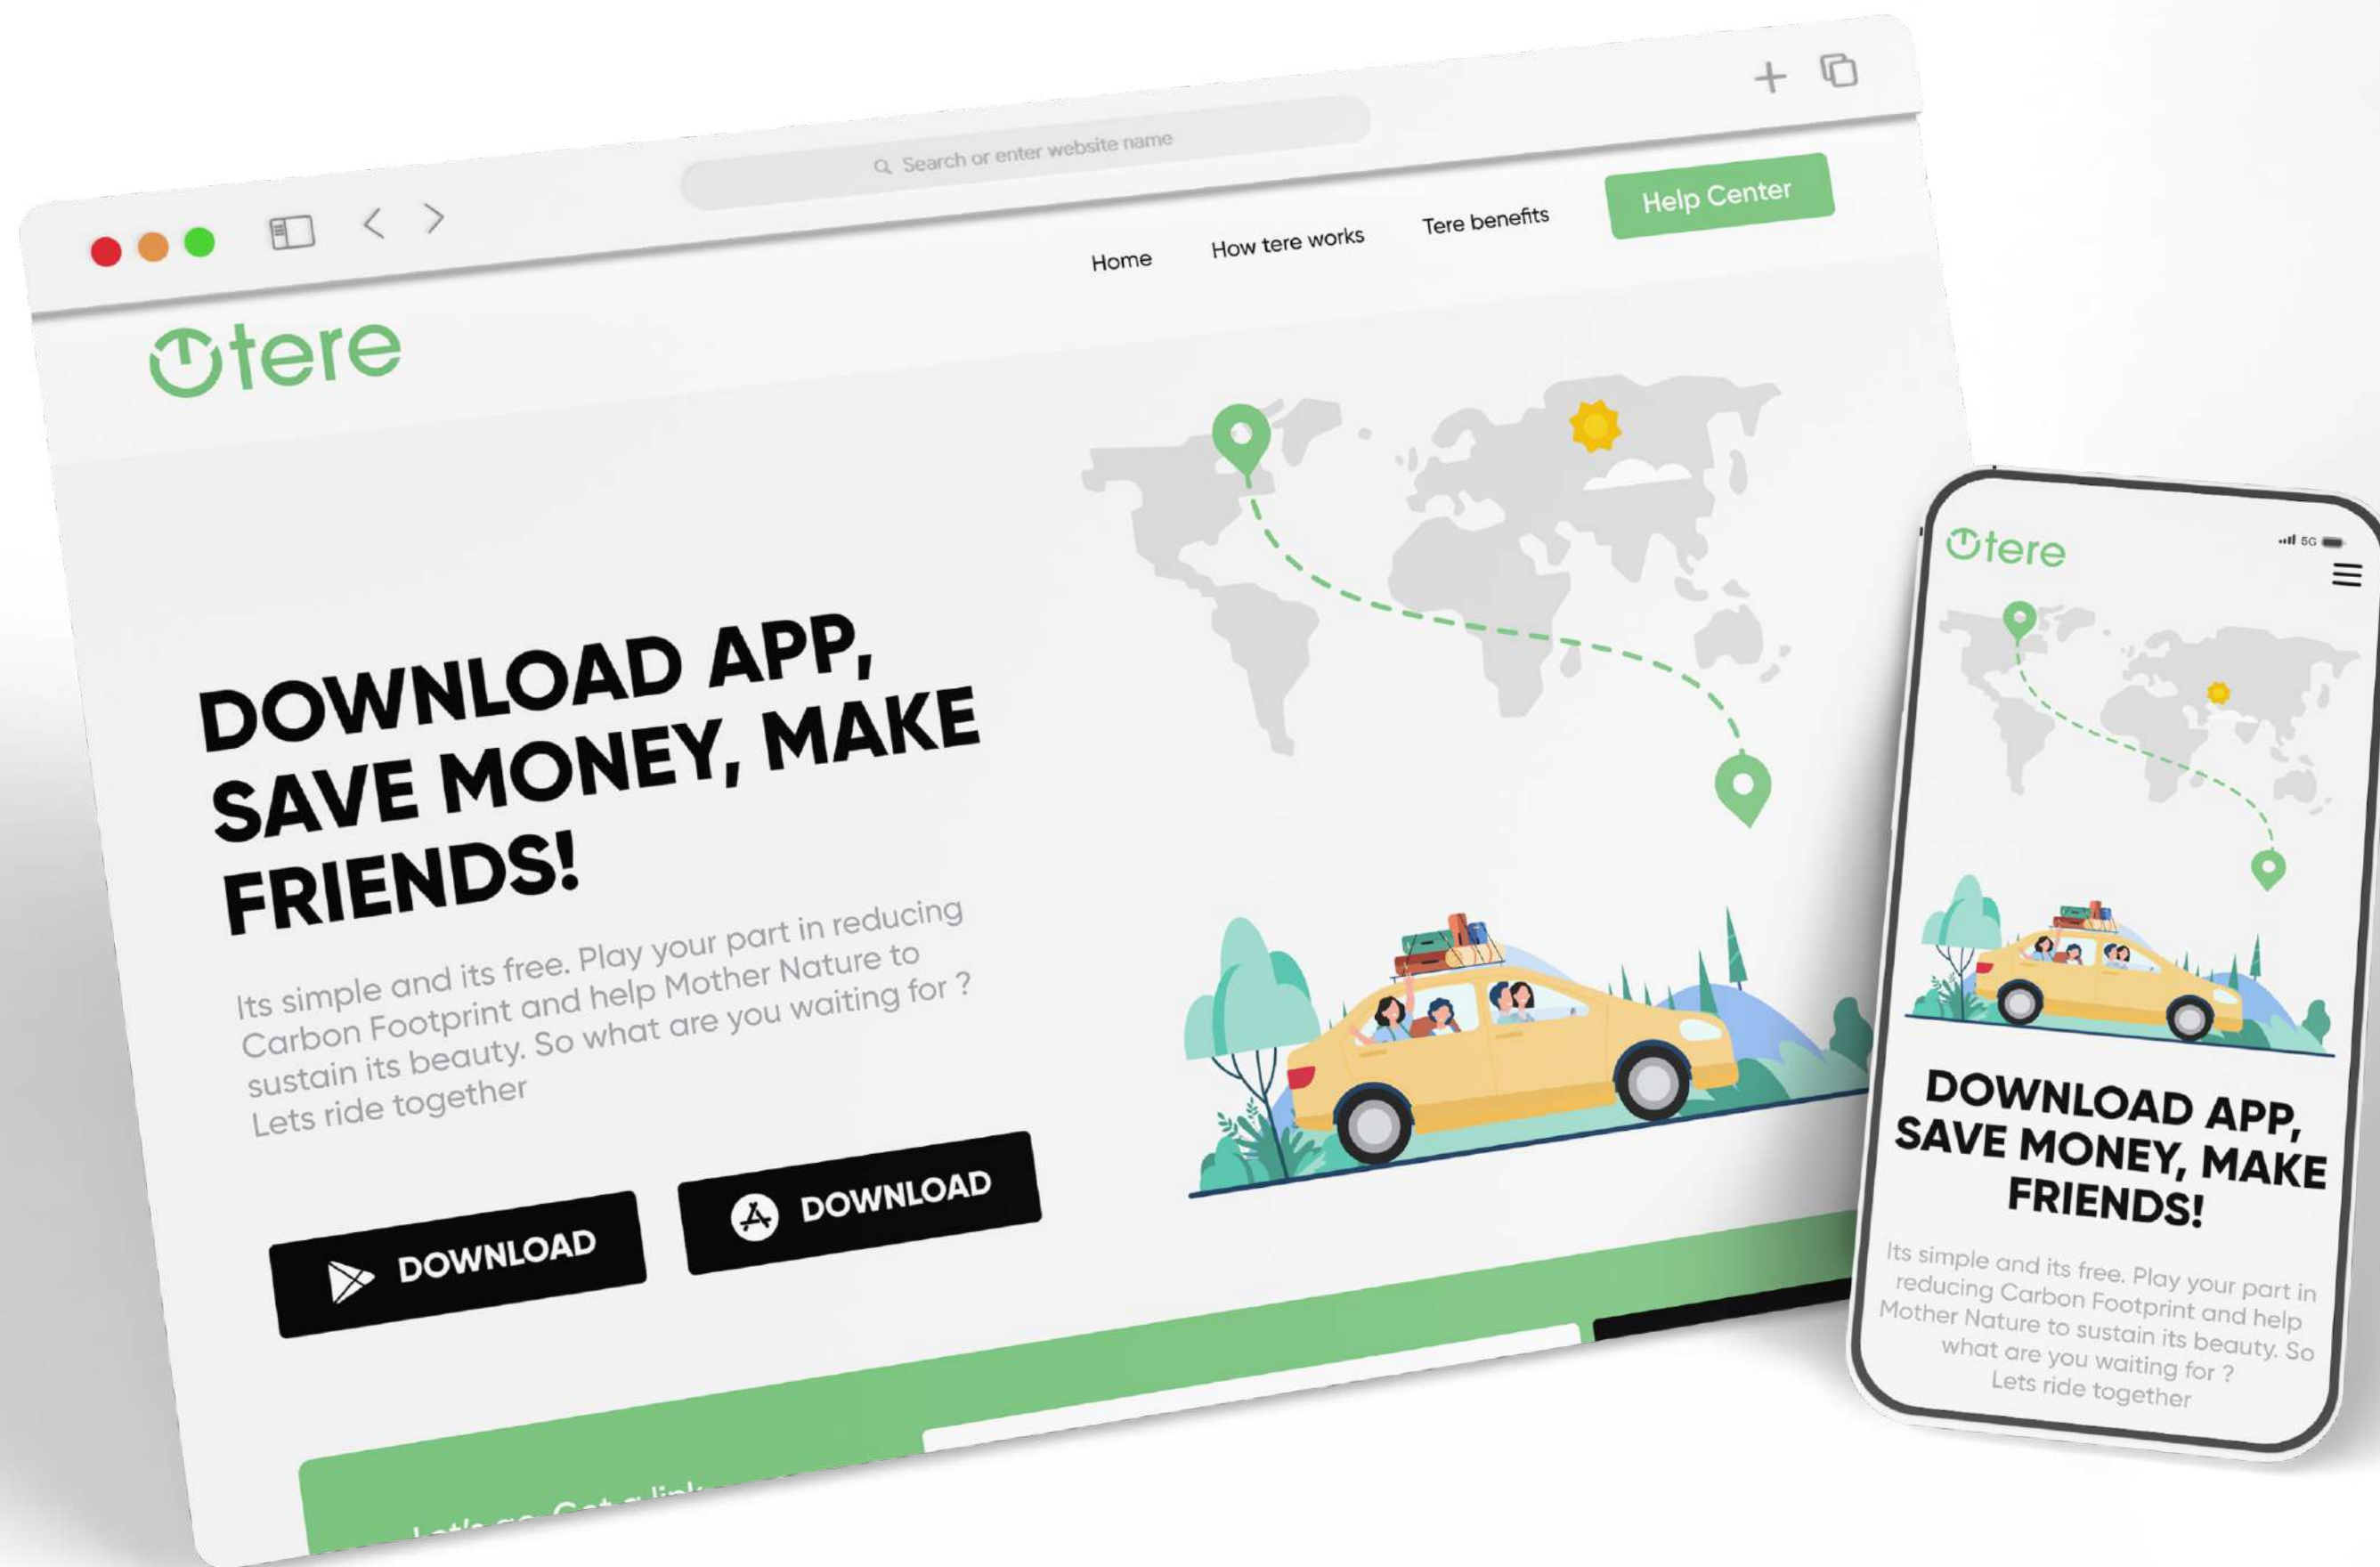 Search or enter website name
Home How tere works Tere benefits Help Center
tere
DOWNLOAD APP,
SAVE MONEY, MAKE
FRIENDS!
Its simple and its free. Play your part in reducing
Carbon Footprint and help Mother Nature to
sustain its beauty. So what are you waiting for ?
Lets ride together
DOWNLOAD
DOWNLOAD
Let's go. Get a link
tere
5G
DOWNLOAD APP,
SAVE MONEY, MAKE
FRIENDS!
Its simple and its free. Play your part in
reducing Carbon Footprint and help
Mother Nature to sustain its beauty. So
what are you waiting for ?
Lets ride together